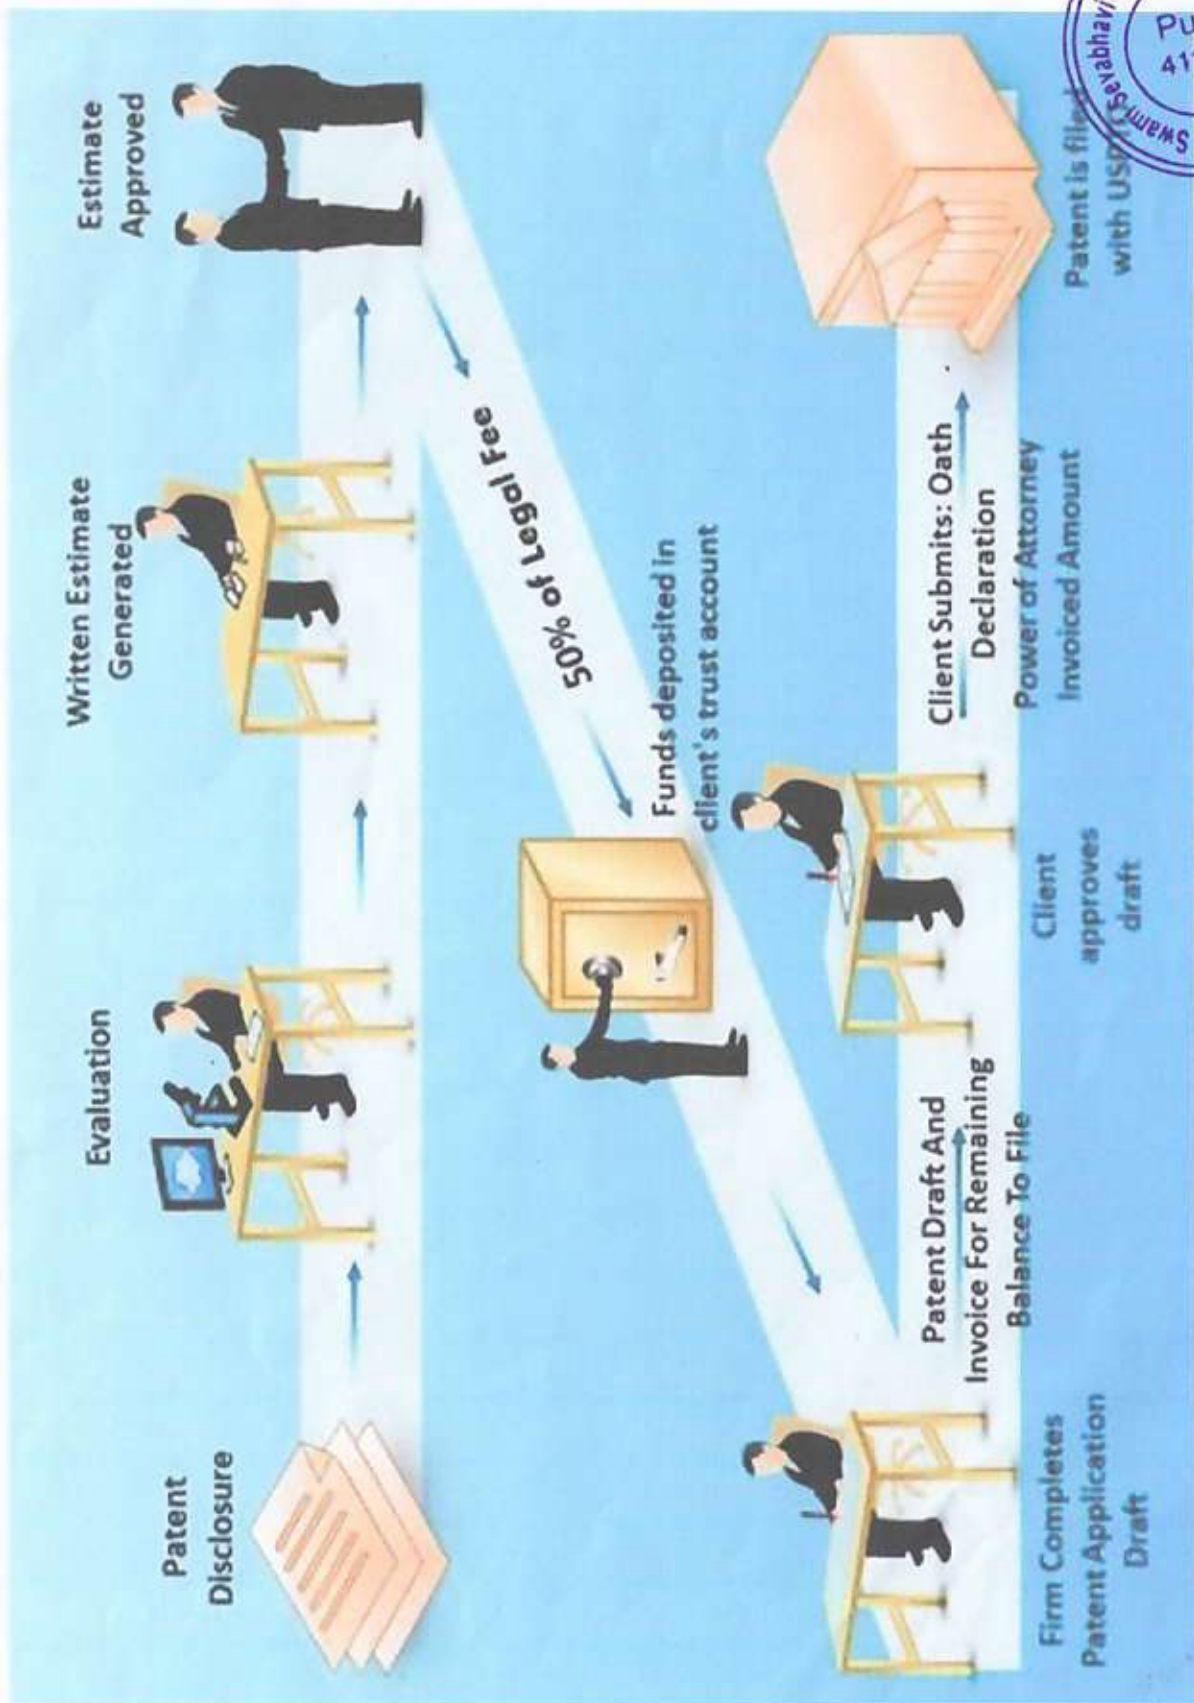 Patent
Disclosure
Evaluation
Written Estimate
Generated
Estimate
Approved
50% of Legal Fee
Funds deposited in
client's trust account
Firm Completes
Patent Application
Draft
Patent Draft And
Invoice For Remaining
Balance To File
Client
approves
draft
Client Submits: Oath
Declaration
Power of Attorney
Invoiced Amount
Patent is filed
with
Swami Sevabhavi